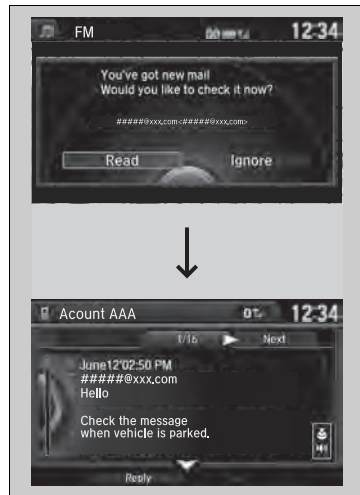 FM
12:34
You've got new mail
Would you like to check it now?
#####@xxx.com<#####@xxx.com>
Read Ignore
Acount AAA
12:34
1/16 Next
June12'02:50 PM
#####@xxx.com
Hello
Check the message
when vehicle is parked.
Reply